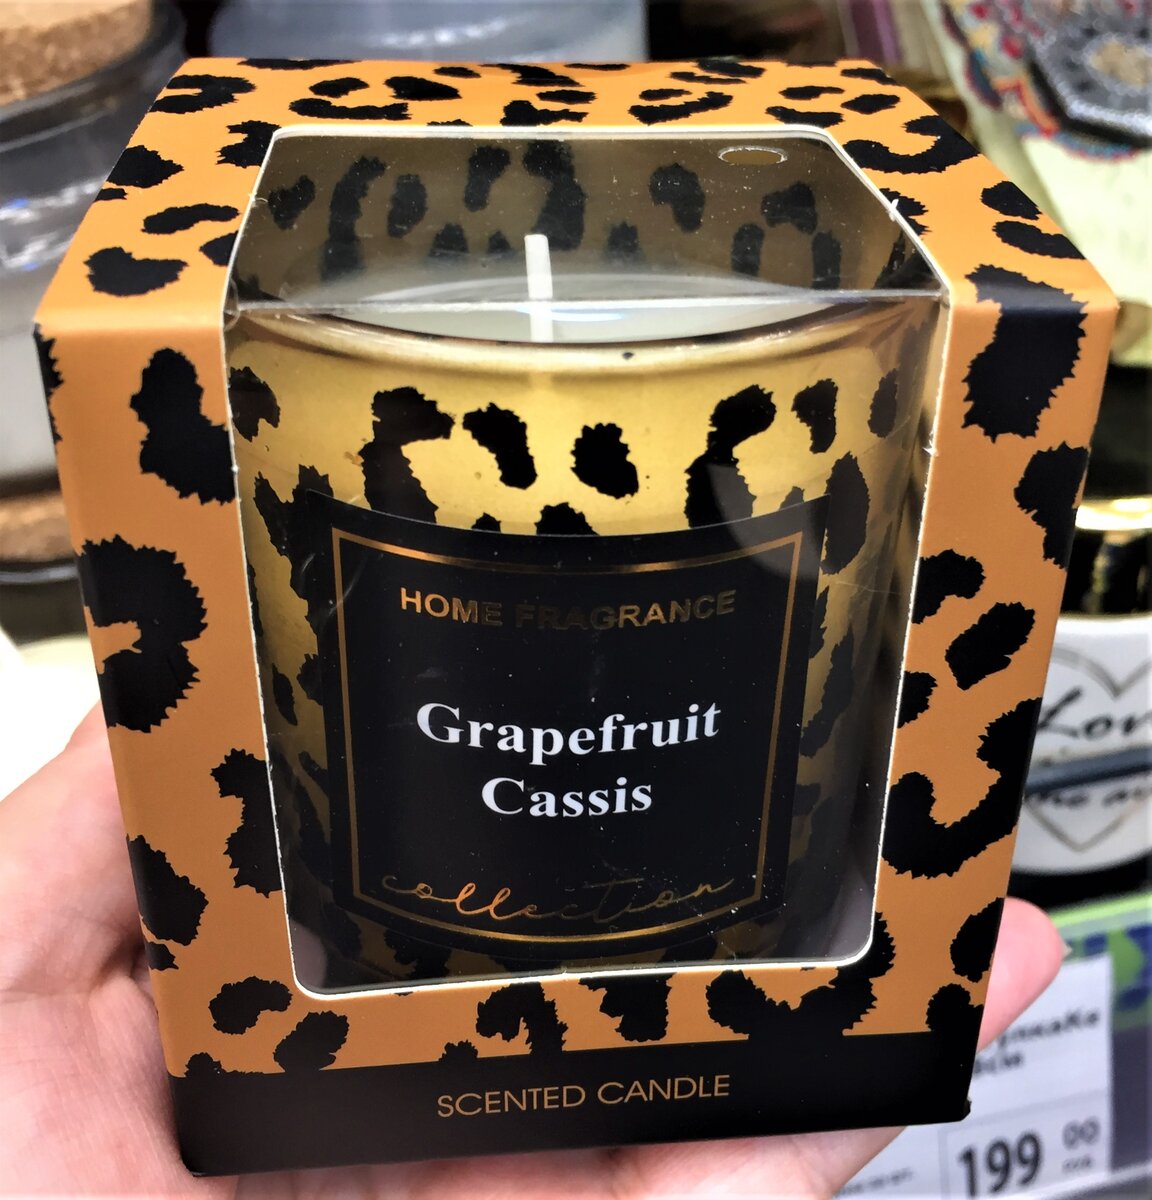 HOME FRAGRANCE
Grapefruit
Cassis
collection
SCENTED CANDLE
199 00